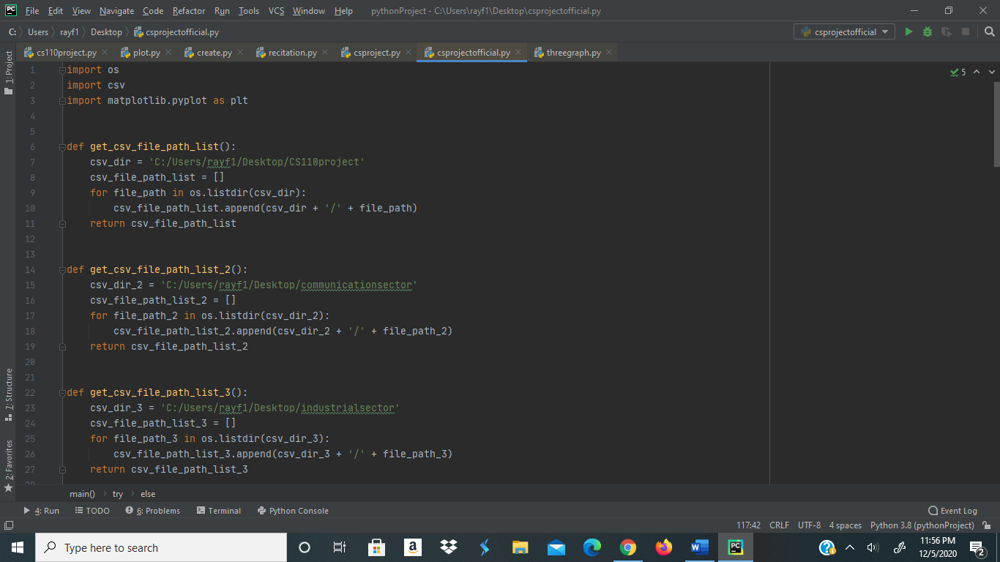 File Edit View Navigate Code Refactor Run Tools VCS Window Help pythonProject - C:\Users\rayf1\Desktop\csprojectofficial.py
C: Users rayf1 Desktop csprojectofficial.py csprojectofficial
cs110project.py plot.py create.py recitation.py csproject.py csprojectofficial.py threegraph.py
1: Project
7: Structure
2: Favorites
5
1 import os
2 import csv
3 import matplotlib.pyplot as plt
4
5
6 def get_csv_file_path_list():
7 csv_dir = 'C:/Users/rayf1/Desktop/CS110project'
8 csv_file_path_list = []
9 for file_path in os.listdir(csv_dir):
10 csv_file_path_list.append(csv_dir + '/' + file_path)
11 return csv_file_path_list
12
13
14 def get_csv_file_path_list_2():
15 csv_dir_2 = 'C:/Users/rayf1/Desktop/communicationsector'
16 csv_file_path_list_2 = []
17 for file_path_2 in os.listdir(csv_dir_2):
18 csv_file_path_list_2.append(csv_dir_2 + '/' + file_path_2)
19 return csv_file_path_list_2
20
21
22 def get_csv_file_path_list_3():
23 csv_dir_3 = 'C:/Users/rayf1/Desktop/industrialsector'
24 csv_file_path_list_3 = []
25 for file_path_3 in os.listdir(csv_dir_3):
26 csv_file_path_list_3.append(csv_dir_3 + '/' + file_path_3)
27 return csv_file_path_list_3
28
main() try else
4: Run TODO 6: Problems Terminal Python Console Event Log
117:42 CRLF UTF-8 4 spaces Python 3.8 (pythonProject)
Type here to search
11:56 PM
12/5/2020
2